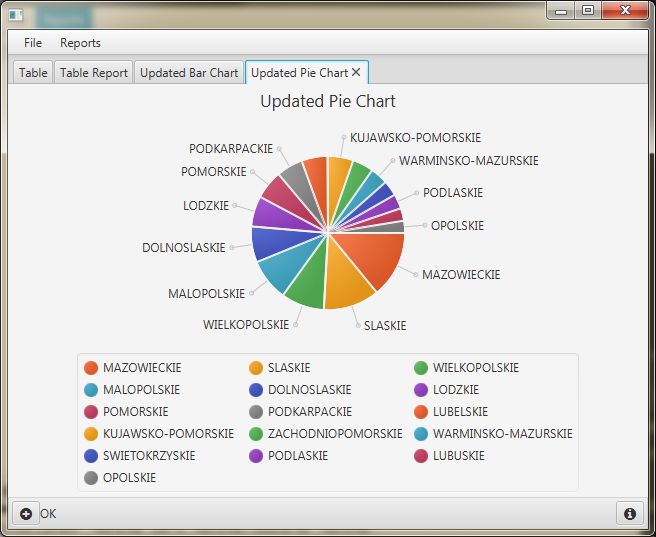 File Reports
Table Table Report Updated Bar Chart Updated Pie Chart
Updated Pie Chart
KUJAWSKO-POMORSKIE
PODKARPACKIE
WARMINSKO-MAZURSKIE
POMORSKIE
PODLASKIE
LODZKIE
OPOLSKIE
DOLNOSLASKIE
MAZOWIECKIE
MALOPOLSKIE
WIELKOPOLSKIE
SLASKIE
MAZOWIECKIE SLASKIE WIELKOPOLSKIE
MALOPOLSKIE DOLNOSLASKIE LODZKIE
POMORSKIE PODKARPACKIE LUBELSKIE
KUJAWSKO-POMORSKIE ZACHODNIOPOMORSKIE WARMINSKO-MAZURSKIE
SWIETOKRZYSKIE PODLASKIE LUBUSKIE
OPOLSKIE
OK